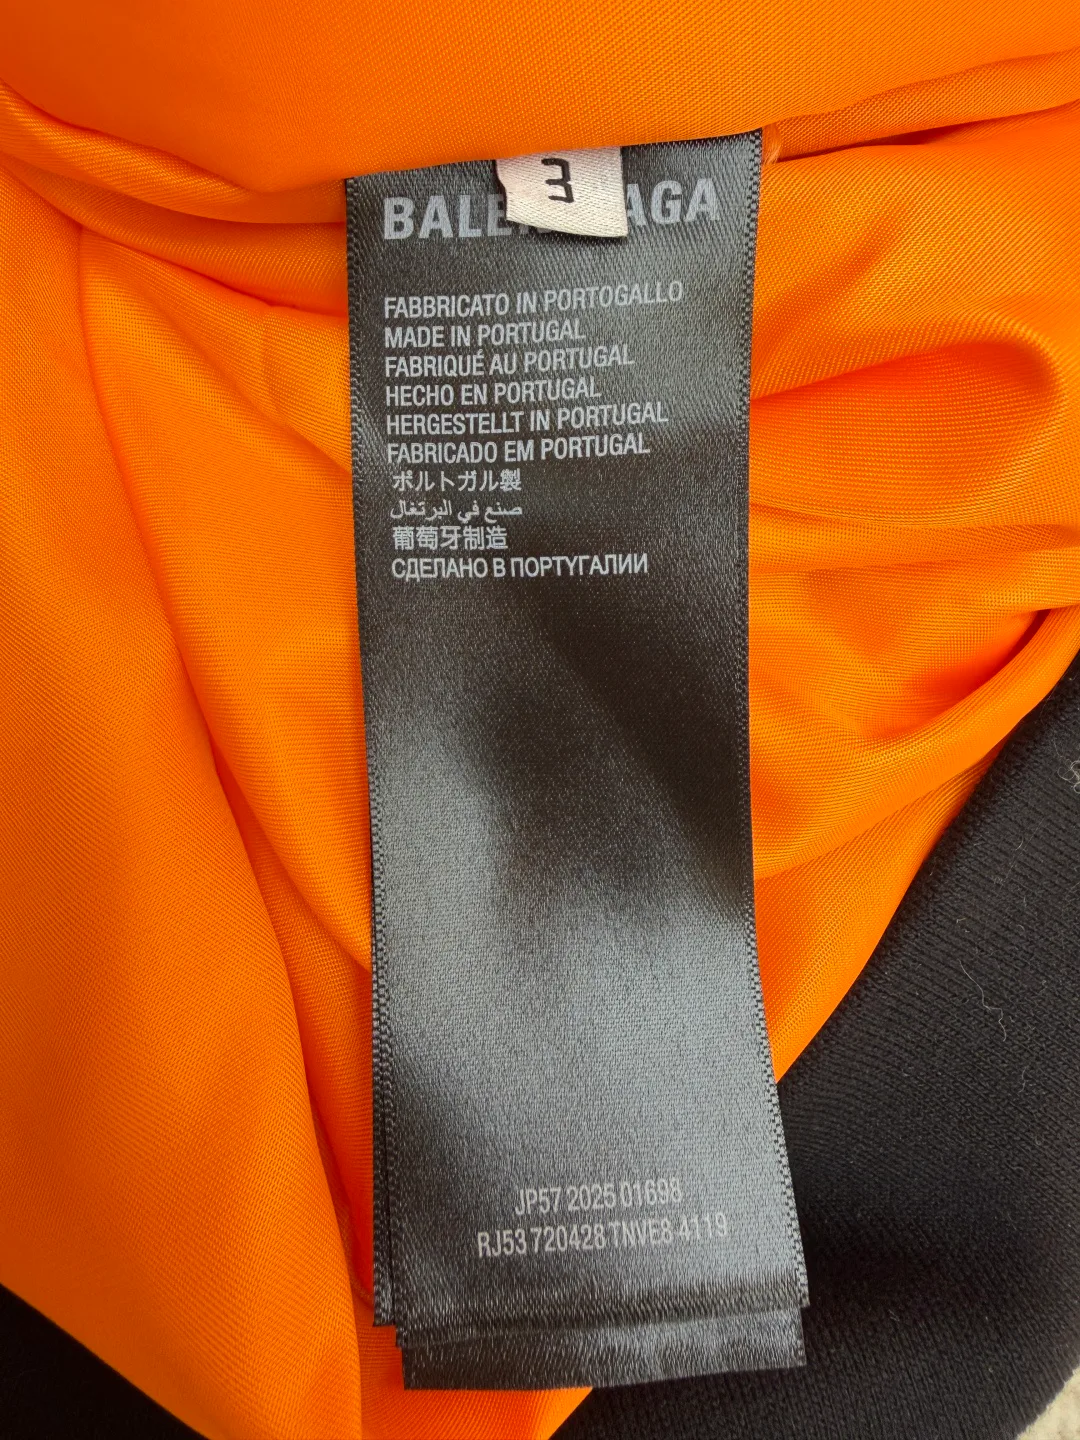 3
BALENCIAGA
FABBRICATO IN PORTOGALLO
MADE IN PORTUGAL
FABRIQUÉ AU PORTUGAL
HECHO EN PORTUGAL
HERGESTELLT IN PORTUGAL
FABRICADO EM PORTUGAL
ポルトガル製
صنع في البرتغال
葡萄牙制造
СДЕЛАНО В ПОРТУГАЛИИ
JP57 2025 01698
RJ53 720428 TNVE8 4119